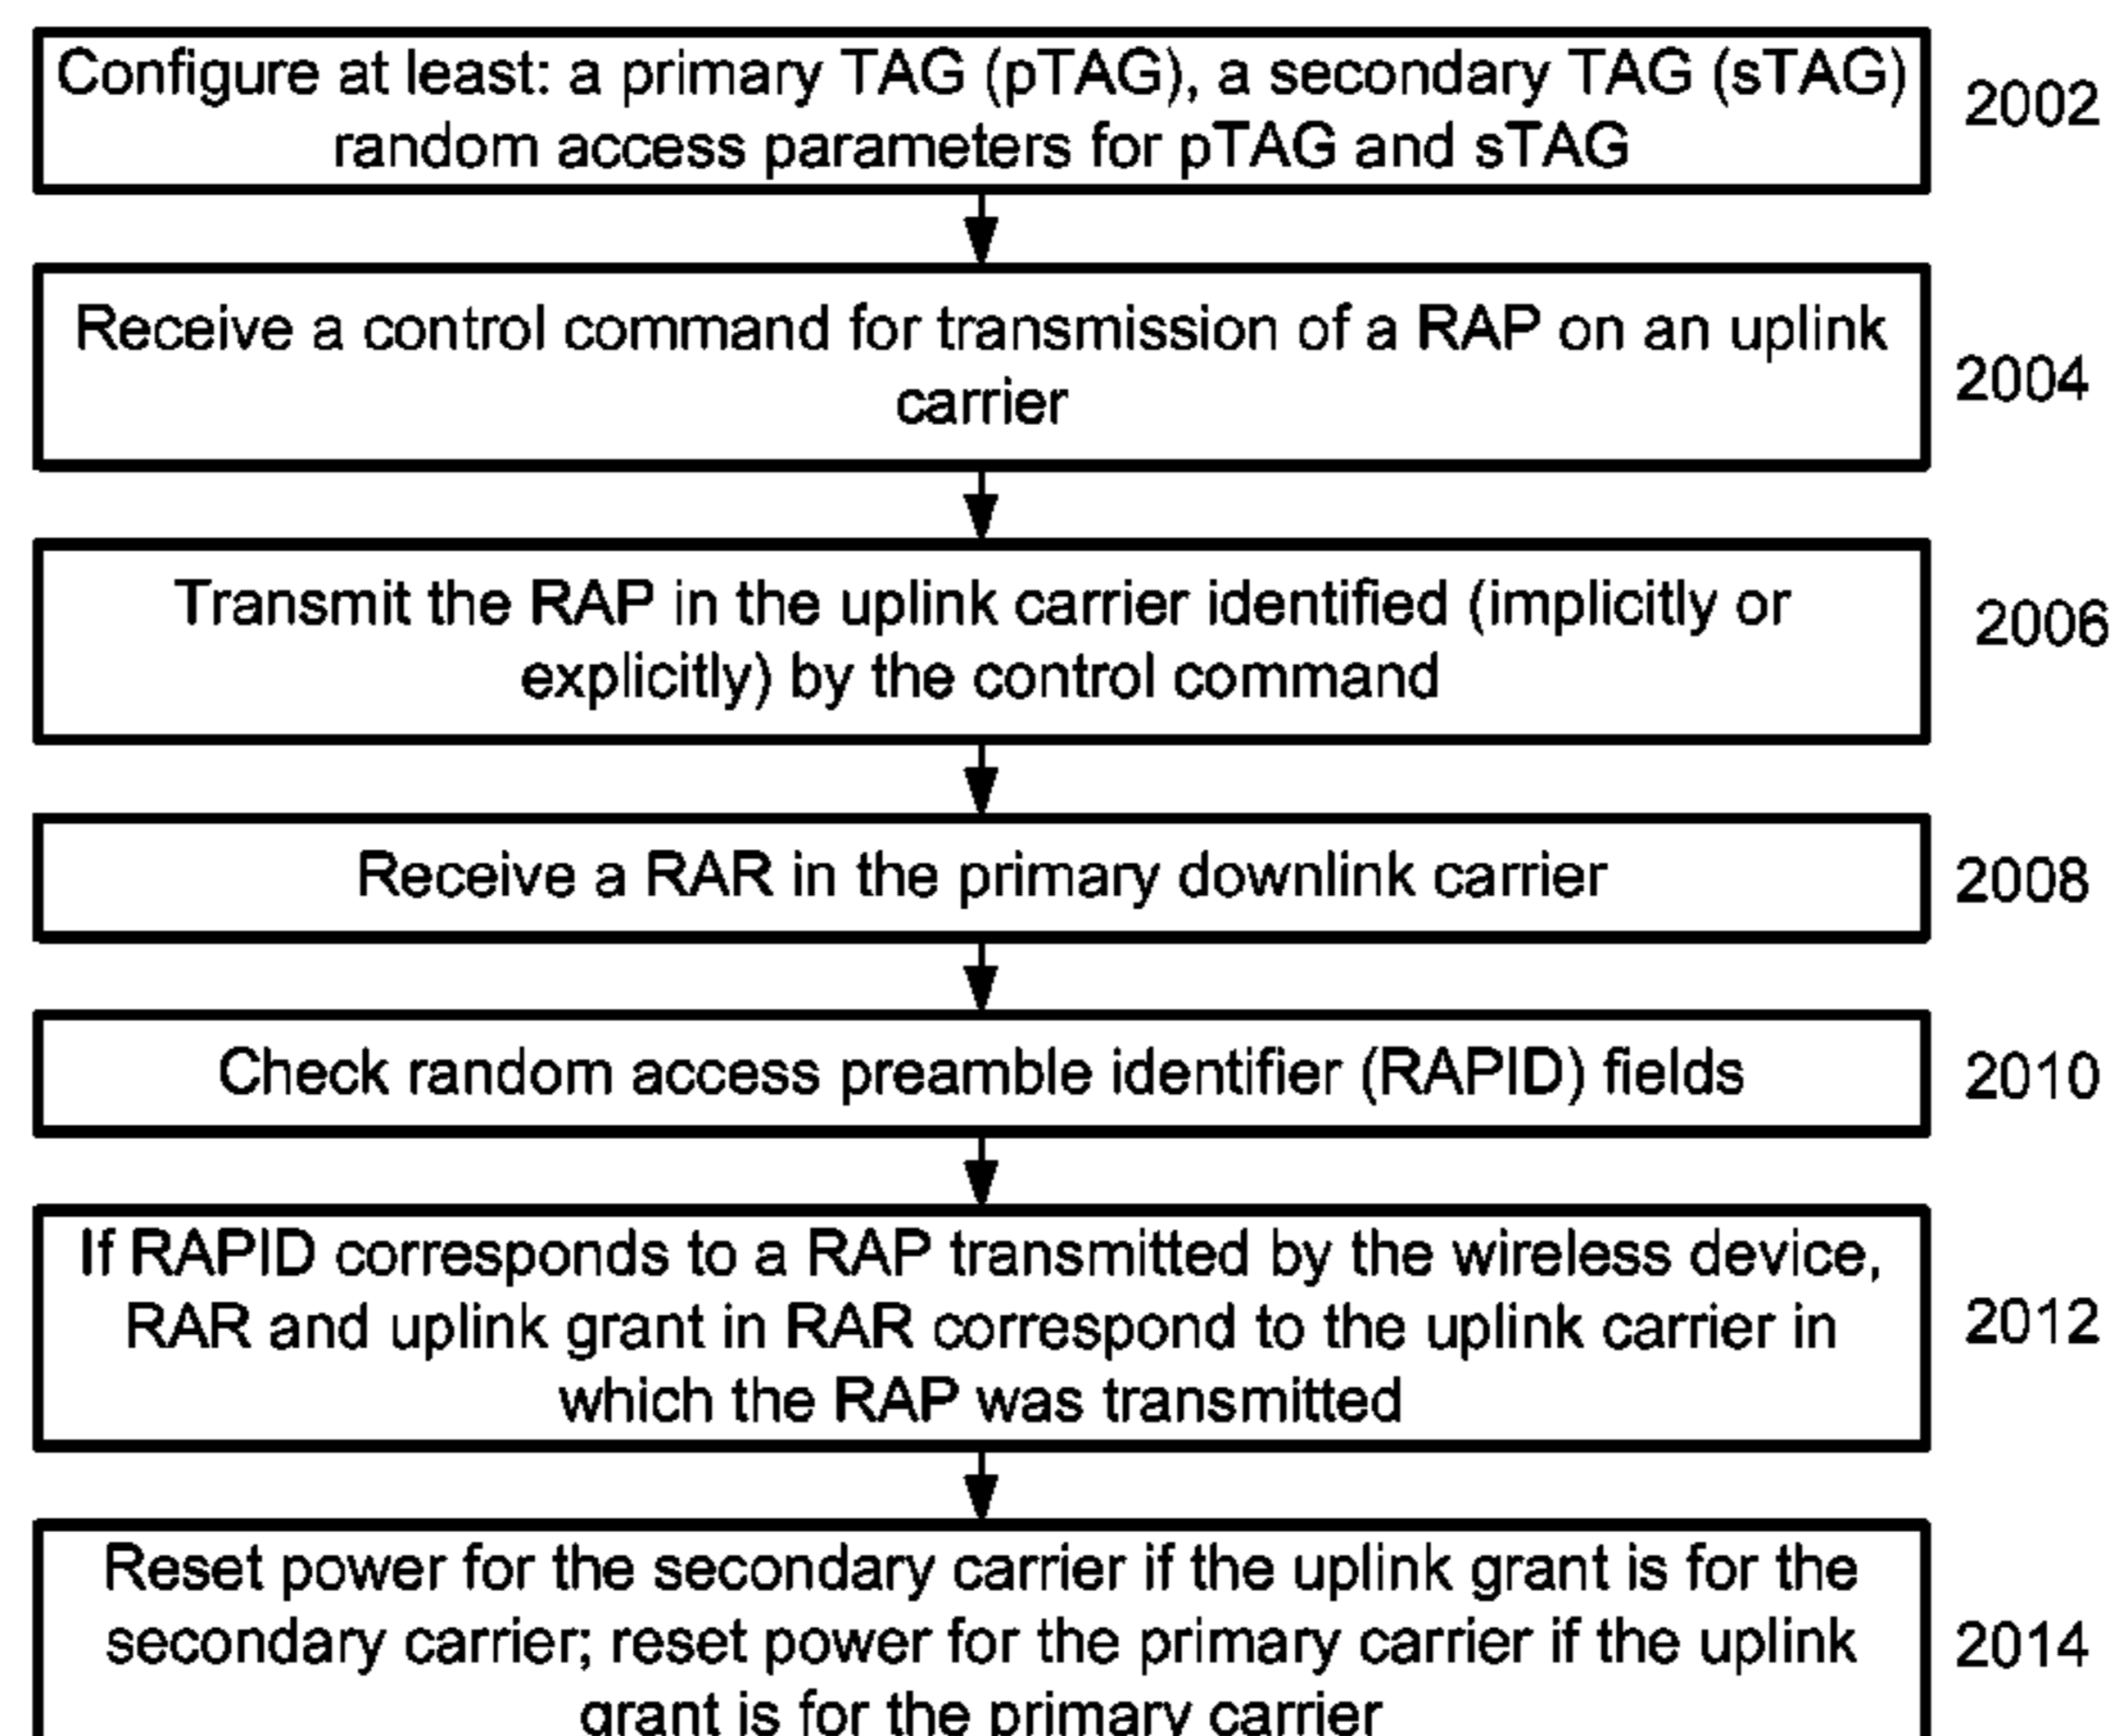 Configure at least: a primary TAG (pTAG), a secondary TAG (sTAG)
random access parameters for pTAG and sTAG
2002
Receive a control command for transmission of a RAP on an uplink
carrier
2004
Transmit the RAP in the uplink carrier identified (implicitly or
explicitly) by the control command
2006
Receive a RAR in the primary downlink carrier
2008
Check random access preamble identifier (RAPID) fields
2010
If RAPID corresponds to a RAP transmitted by the wireless device,
RAR and uplink grant in RAR correspond to the uplink carrier in
which the RAP was transmitted
2012
Reset power for the secondary carrier if the uplink grant is for the
secondary carrier; reset power for the primary carrier if the uplink
grant is for the primary carrier
2014